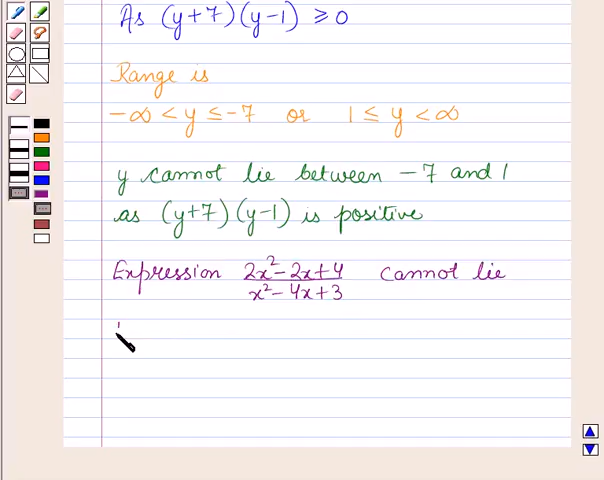 As (y+7)(y-1) ≥ 0
Range is
-∞ < y ≤ -7 or 1 ≤ y < ∞
y cannot lie between -7 and 1
as (y+7)(y-1) is positive
Expression (2x²-2x+4)/(x²-4x+3) cannot lie